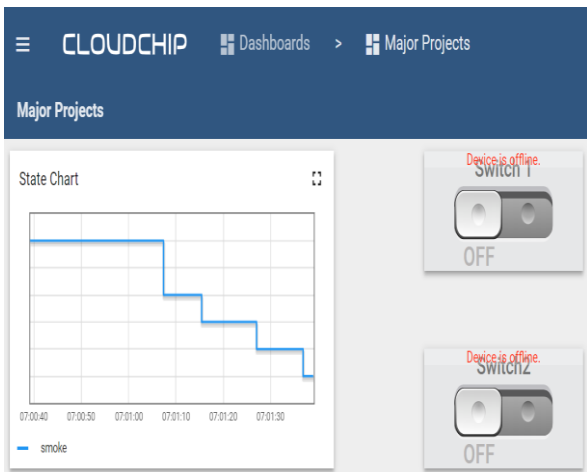 CLOUDCHIP Dashboards > Major Projects
Major Projects
State Chart
07:00:40 07:00:50 07:01:00 07:01:10 07:01:20 07:01:30
smoke
Device is offline.
Switch 1
OFF
Device is offline.
Switch2
OFF